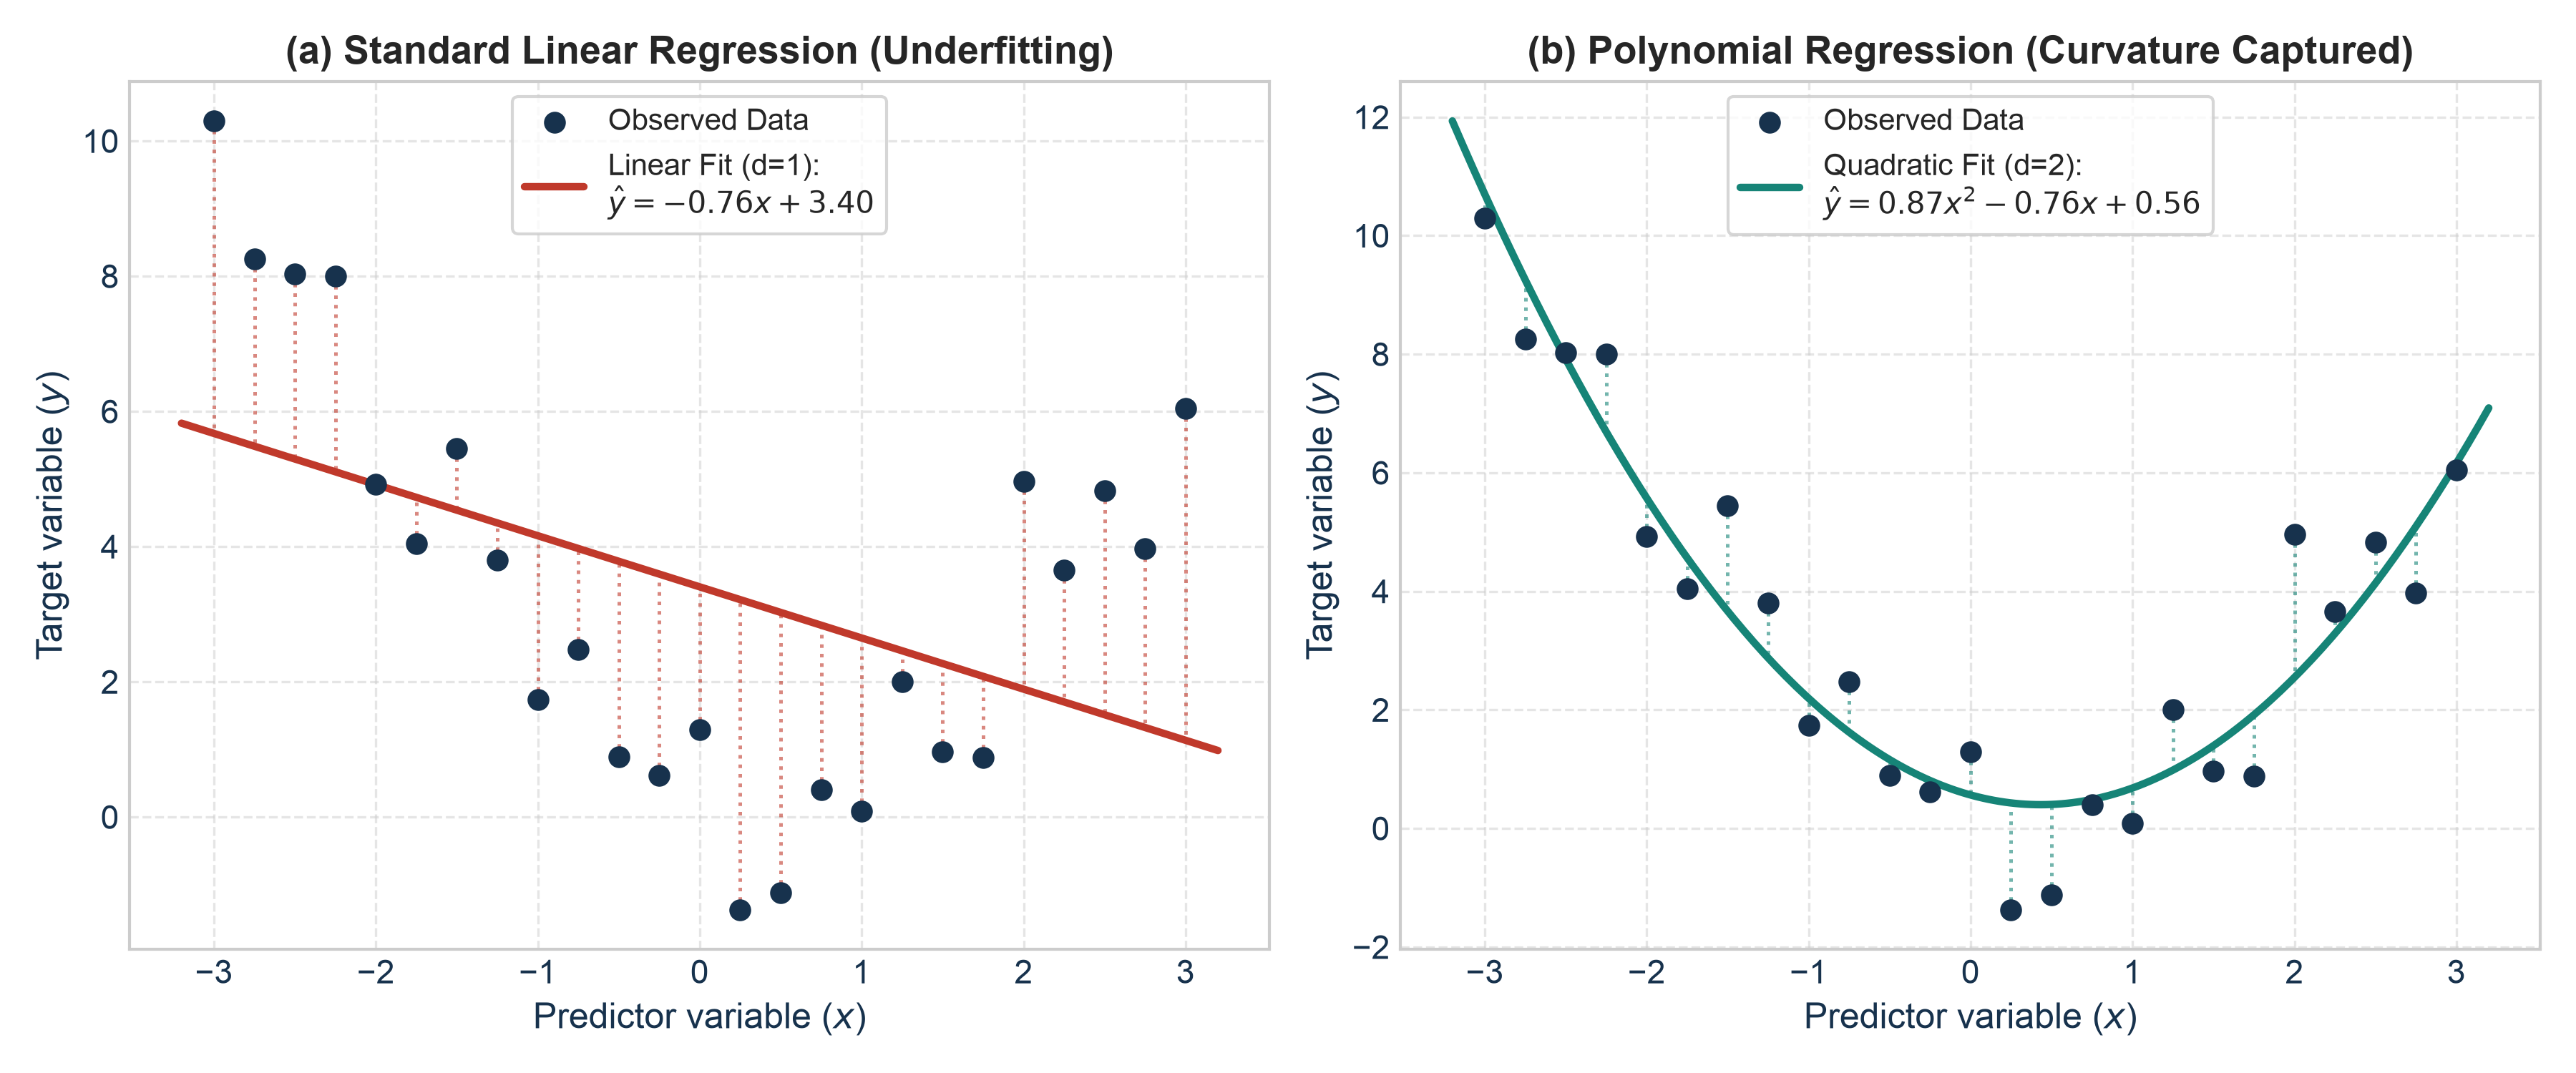 (a) Standard Linear Regression (Underfitting)
Observed Data
Linear Fit (d=1):
ŷ = −0.76x + 3.40
10
8
6
4
2
0
Target variable (y)
−3 −2 −1 0 1 2 3
Predictor variable (x)
(b) Polynomial Regression (Curvature Captured)
Observed Data
Quadratic Fit (d=2):
ŷ = 0.87x² − 0.76x + 0.56
12
10
8
6
4
2
0
−2
Target variable (y)
−3 −2 −1 0 1 2 3
Predictor variable (x)